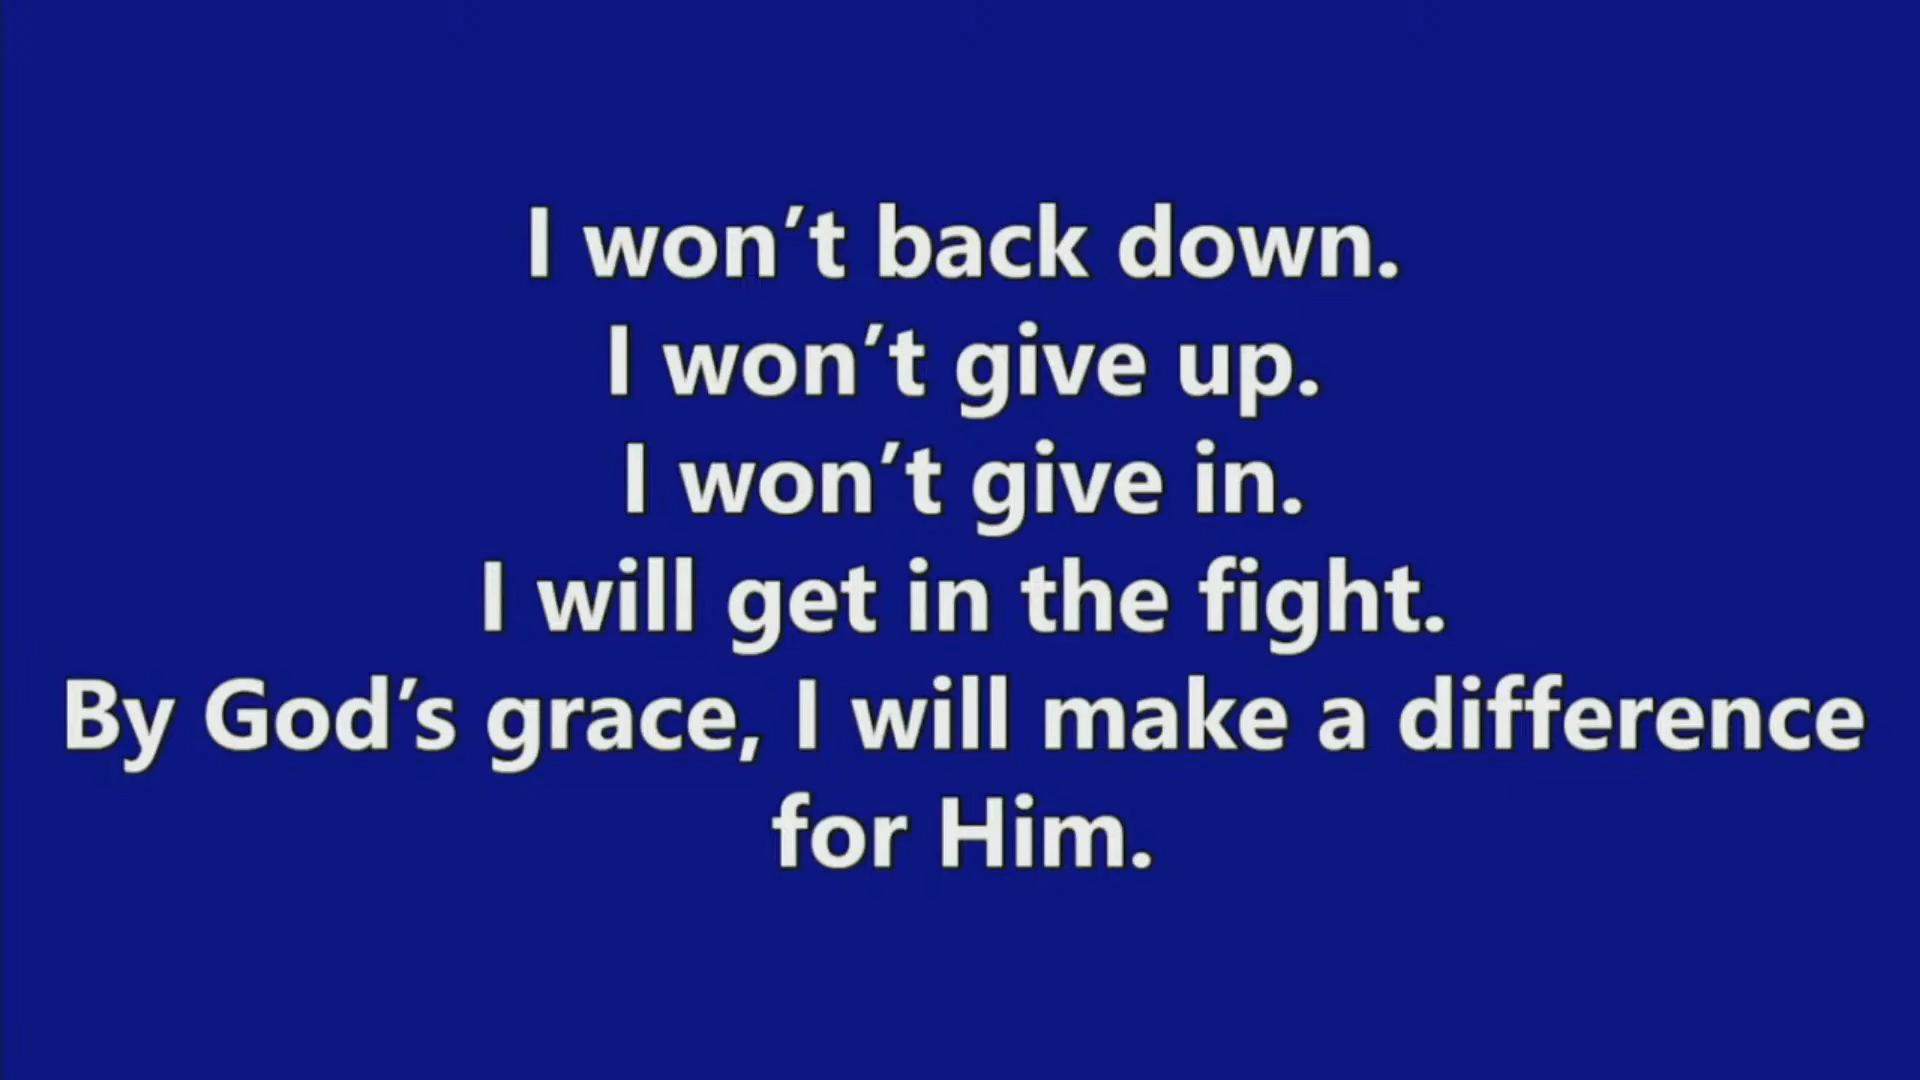 I won’t back down.
I won’t give up.
I won’t give in.
I will get in the fight.
By God’s grace, I will make a difference
for Him.